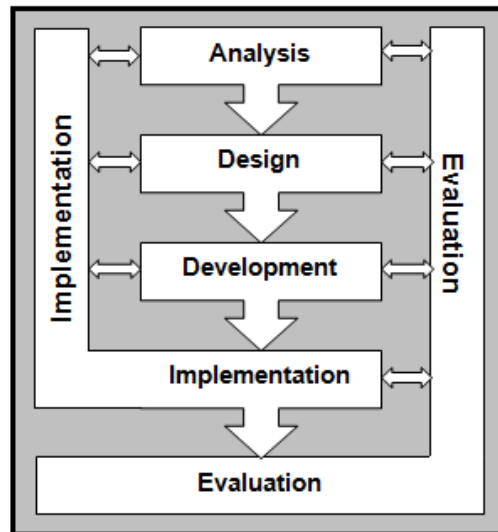 Analysis
Design
Development
Implementation
Evaluation
Implementation
Evaluation